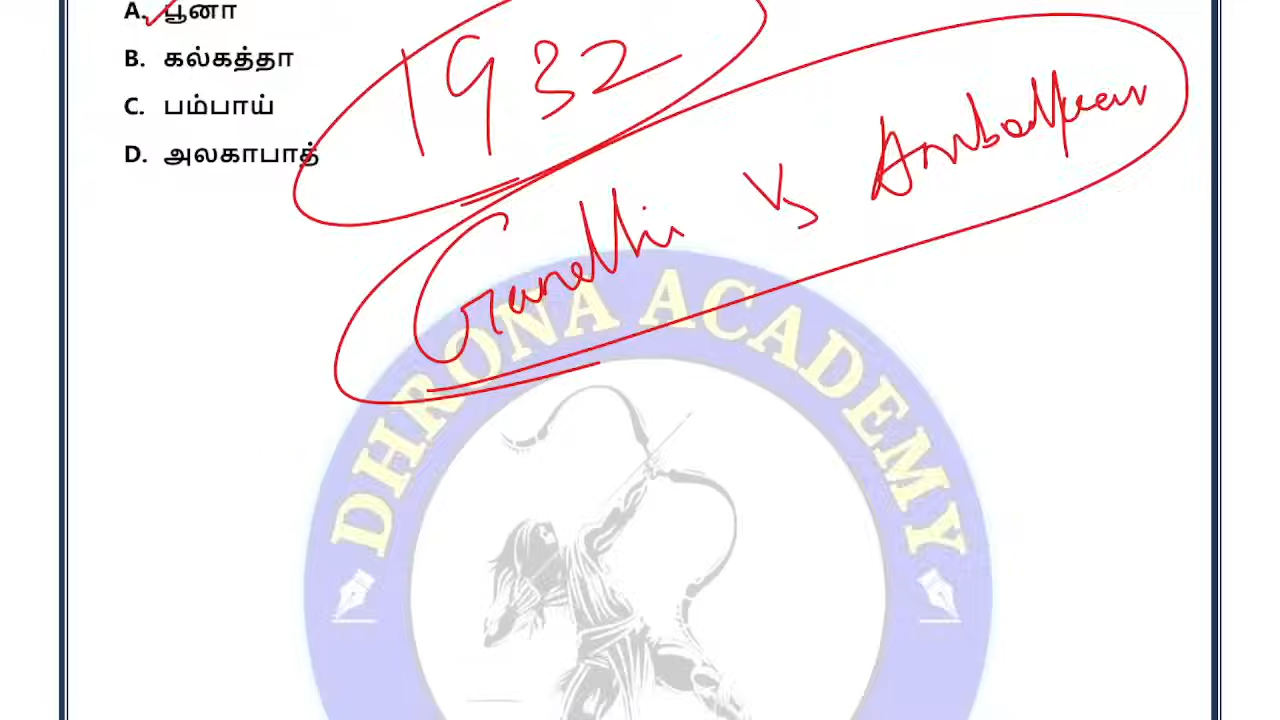 A. பூனா
B. கல்கத்தா
C. பம்பாய்
D. அலகாபாத்
1932
Gandhi Vs Ambedkar
DHRONA ACADEMY